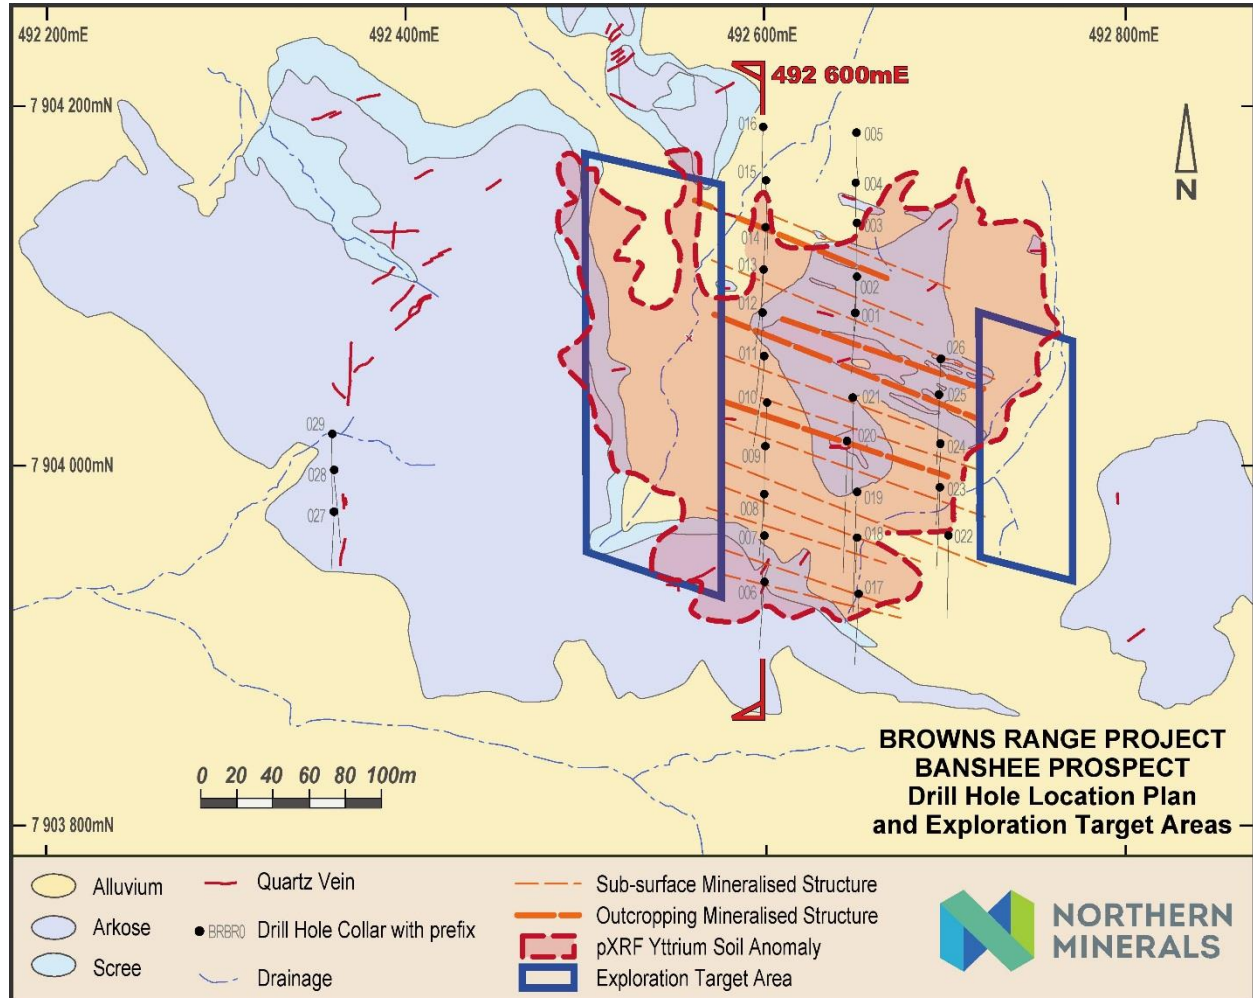 492 200mE 492 400mE 492 600mE 492 800mE
492 600mE
7 904 200mN
016
005
015
004
003
014
013
002
012
001
011
026
010
021
025
029
020
024
009
028
023
008
019
027
007
018
022
006
017
N
7 904 000mN
7 903 800mN
0 20 40 60 80 100m
BROWNS RANGE PROJECT
BANSHEE PROSPECT
Drill Hole Location Plan
and Exploration Target Areas
Alluvium
Arkose
Scree
Quartz Vein
BRBR0 Drill Hole Collar with prefix
Drainage
Sub-surface Mineralised Structure
Outcropping Mineralised Structure
pXRF Yttrium Soil Anomaly
Exploration Target Area
NORTHERN
MINERALS